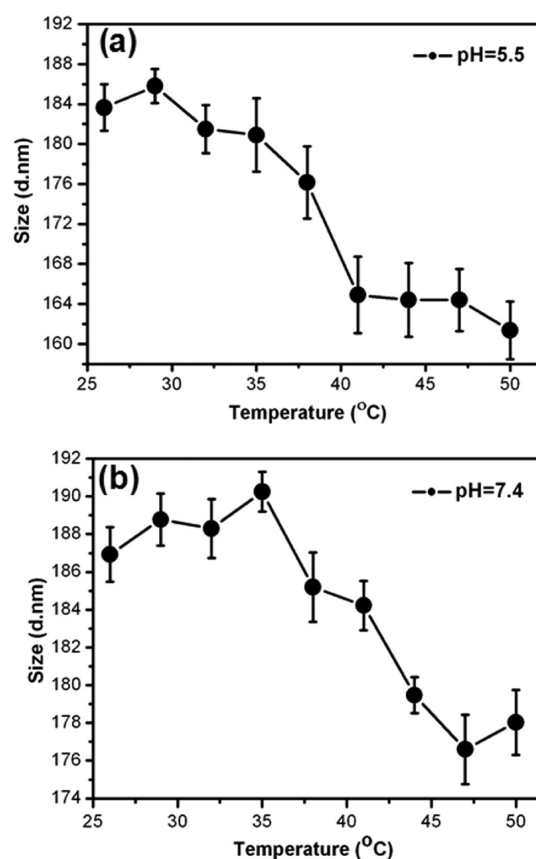 (a)
pH=5.5
192
188
184
180
176
172
168
164
160
Size (d.nm)
25 30 35 40 45 50
Temperature (°C)
(b)
pH=7.4
192
190
188
186
184
182
180
178
176
174
Size (d.nm)
25 30 35 40 45 50
Temperature (°C)